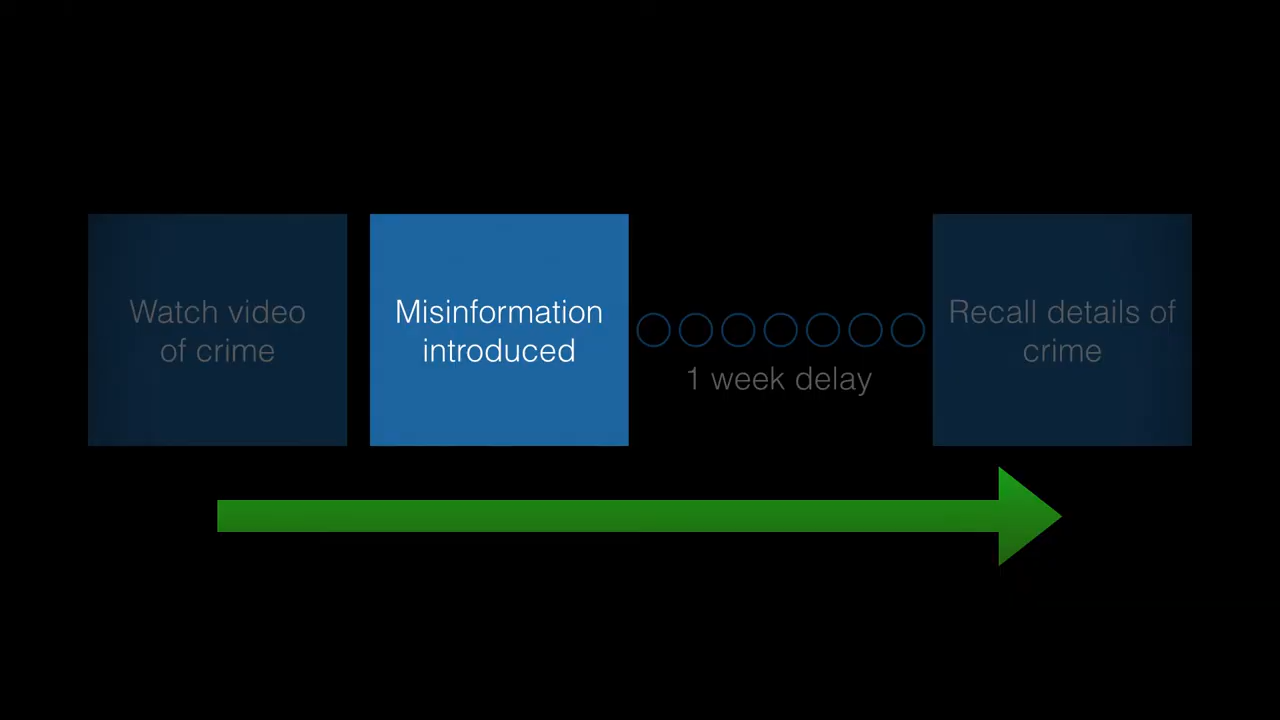 Watch video
of crime
Misinformation
introduced
1 week delay
Recall details of
crime